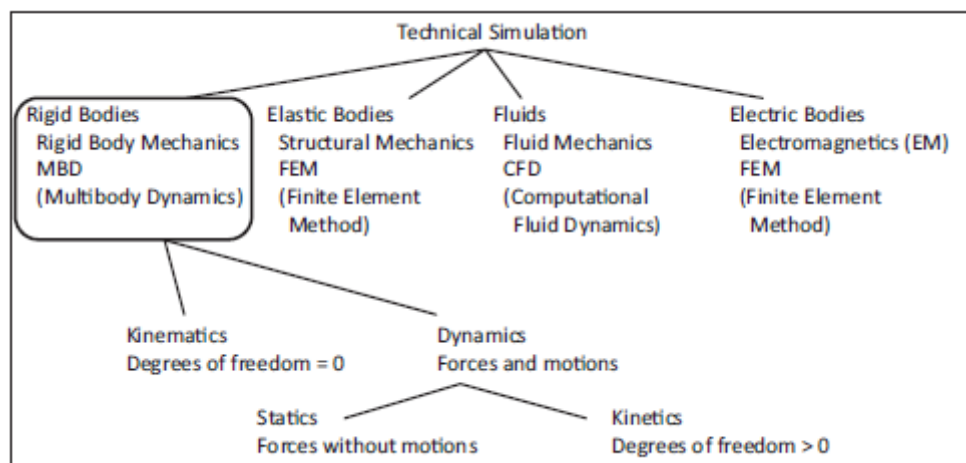 Technical Simulation
Rigid Bodies
Rigid Body Mechanics
MBD
(Multibody Dynamics)
Elastic Bodies
Structural Mechanics
FEM
(Finite Element
Method)
Fluids
Fluid Mechanics
CFD
(Computational
Fluid Dynamics)
Electric Bodies
Electromagnetics (EM)
FEM
(Finite Element
Method)
Kinematics
Degrees of freedom = 0
Dynamics
Forces and motions
Statics
Forces without motions
Kinetics
Degrees of freedom > 0